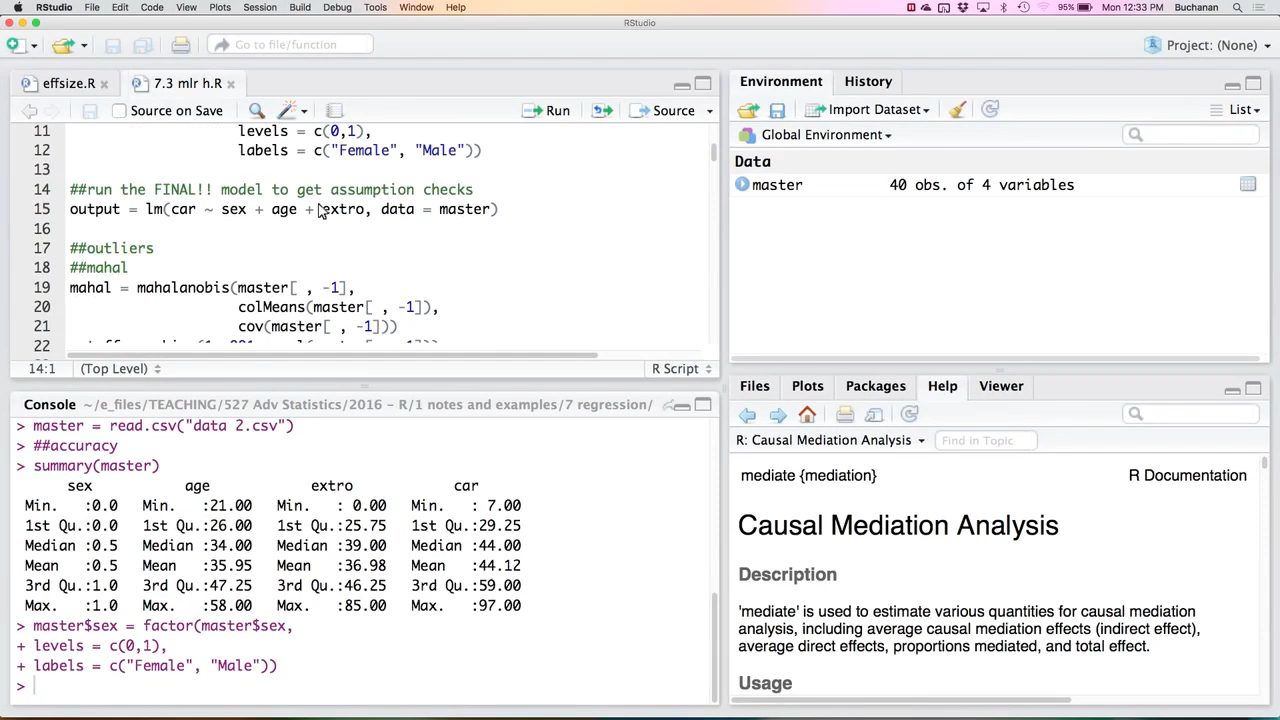 RStudio File Edit Code View Plots Session Build Debug Tools Window Help 95% Mon 12:33 PM Buchanan
RStudio
Go to file/function Project: (None)
effsize.R 7.3 mlr h.R
Source on Save Run Source
11 levels = c(0,1),
12 labels = c("Female", "Male"))
13
14 ##run the FINAL!! model to get assumption checks
15 output = lm(car ~ sex + age + extro, data = master)
16
17 ##outliers
18 ##mahal
19 mahal = mahalanobis(master[ , -1],
20 colMeans(master[ , -1]),
21 cov(master[ , -1]))
22
14:1 (Top Level) R Script
Console ~/e_files/TEACHING/527 Adv Statistics/2016 - R/1 notes and examples/7 regression/
> master = read.csv("data 2.csv")
> ##accuracy
> summary(master)
sex age extro car
Min. :0.0 Min. :21.00 Min. : 0.00 Min. : 7.00
1st Qu.:0.0 1st Qu.:26.00 1st Qu.:25.75 1st Qu.:29.25
Median :0.5 Median :34.00 Median :39.00 Median :44.00
Mean :0.5 Mean :35.95 Mean :36.98 Mean :44.12
3rd Qu.:1.0 3rd Qu.:47.25 3rd Qu.:46.25 3rd Qu.:59.00
Max. :1.0 Max. :58.00 Max. :85.00 Max. :97.00
> master$sex = factor(master$sex,
+ levels = c(0,1),
+ labels = c("Female", "Male"))
>
Environment History
Import Dataset List
Global Environment
Data
master 40 obs. of 4 variables
Files Plots Packages Help Viewer
R: Causal Mediation Analysis Find in Topic
mediate {mediation} R Documentation
Causal Mediation Analysis
Description
'mediate' is used to estimate various quantities for causal mediation
analysis, including average causal mediation effects (indirect effect),
average direct effects, proportions mediated, and total effect.
Usage